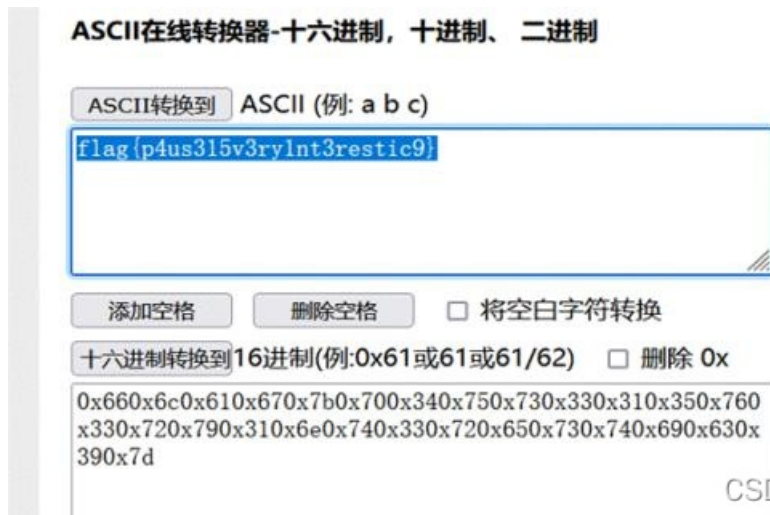 ASCII在线转换器-十六进制，十进制、 二进制
ASCII转换到 ASCII (例: a b c)
flag{p4us315v3ry1nt3restic9}
添加空格 删除空格 将空白字符转换
十六进制转换到 16进制(例:0x61或61或61/62) 删除 0x
0x660x6c0x610x670x7b0x700x340x750x730x330x310x350x760
x330x720x790x310x6e0x740x330x720x650x730x740x690x630x
390x7d
CSD